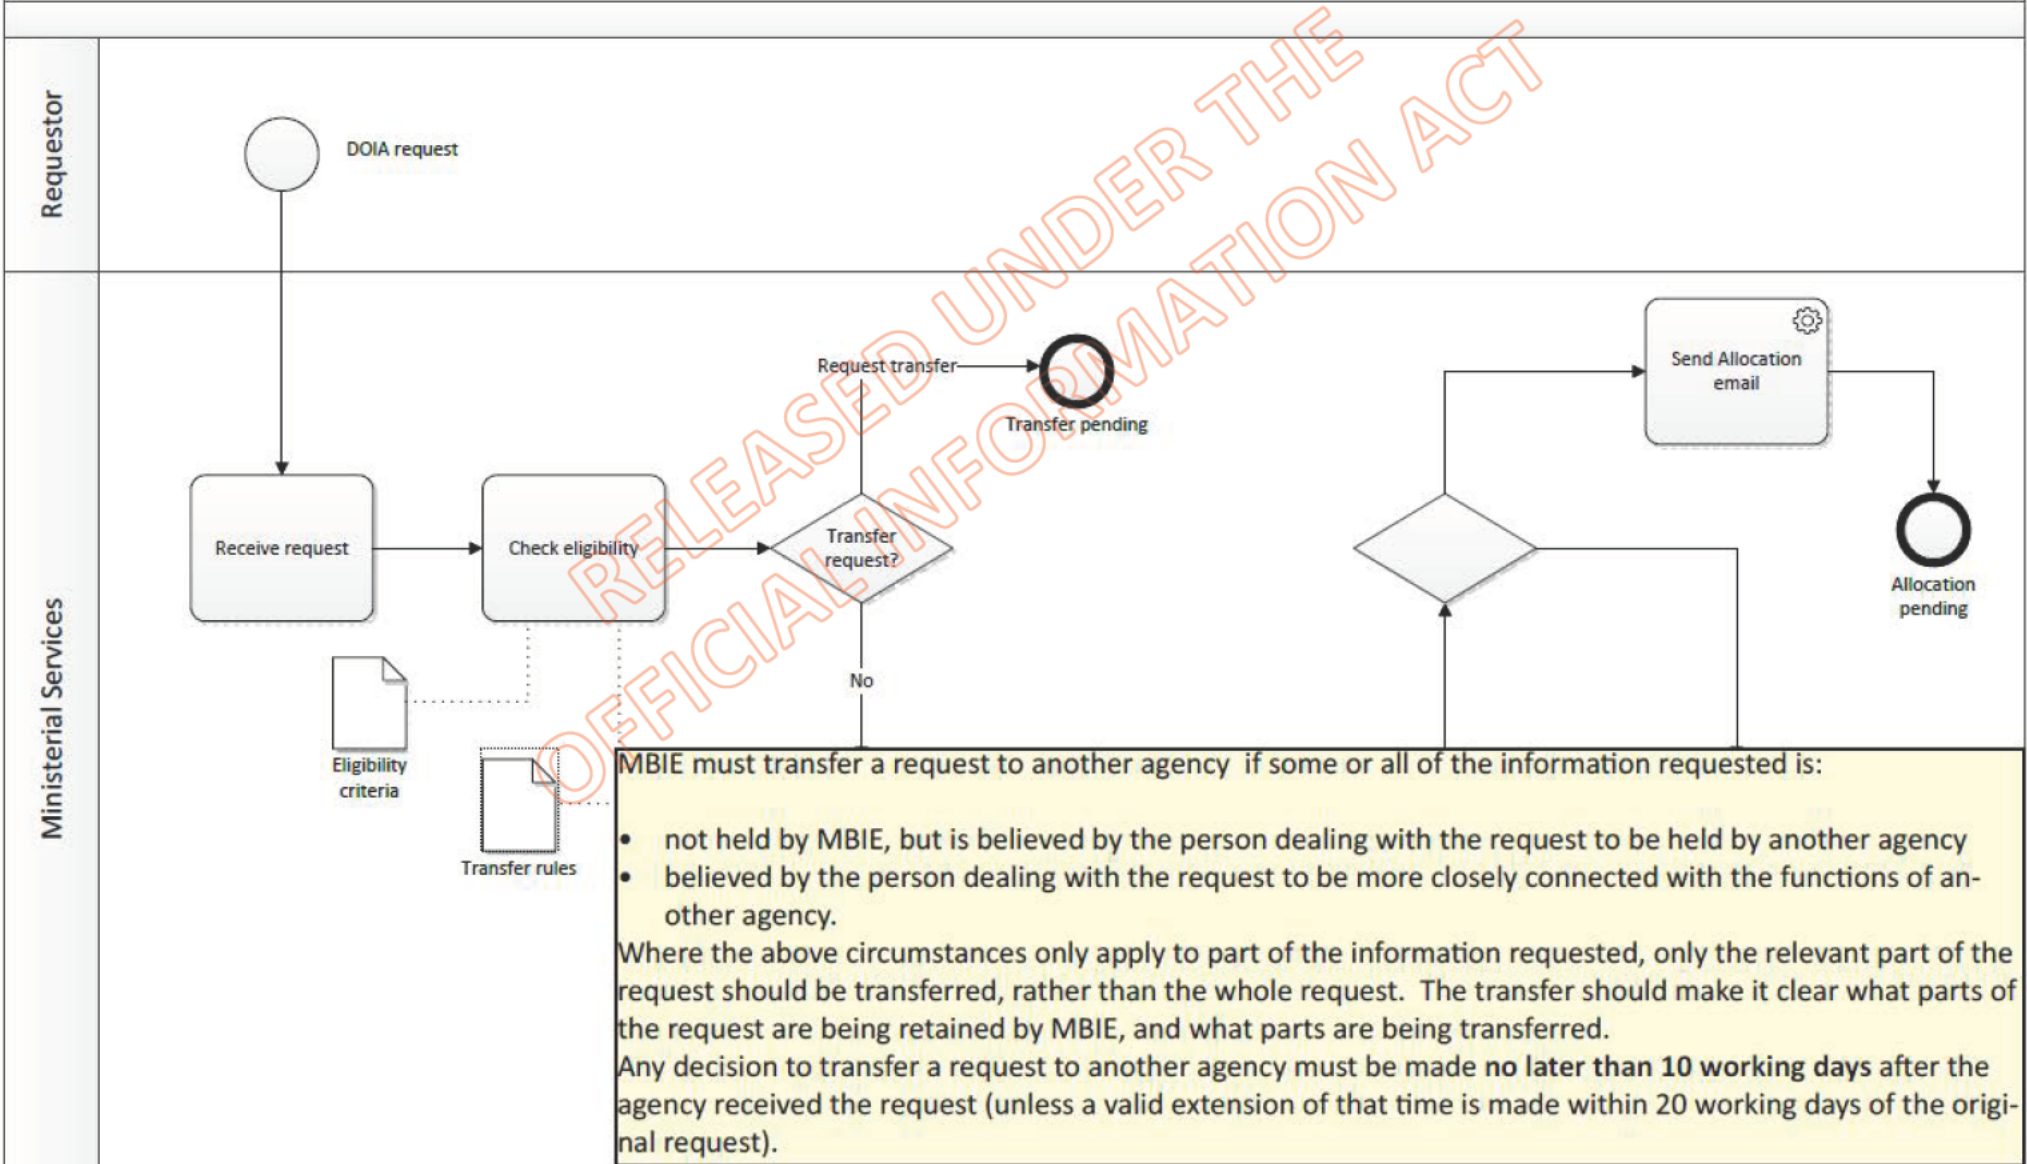 RELEASED UNDER THE
OFFICIAL INFORMATION ACT
Requestor
DOIA request
Ministerial Services
Receive request
Check eligibility
Transfer
request?
Request transfer
Transfer pending
No
Send Allocation
email
Allocation
pending
Eligibility
criteria
Transfer rules
MBIE must transfer a request to another agency  if some or all of the information requested is:
• not held by MBIE, but is believed by the person dealing with the request to be held by another agency
• believed by the person dealing with the request to be more closely connected with the functions of an-
other agency.
Where the above circumstances only apply to part of the information requested, only the relevant part of the
request should be transferred, rather than the whole request.  The transfer should make it clear what parts of
the request are being retained by MBIE, and what parts are being transferred.
Any decision to transfer a request to another agency must be made no later than 10 working days after the
agency received the request (unless a valid extension of that time is made within 20 working days of the origi-
nal request).